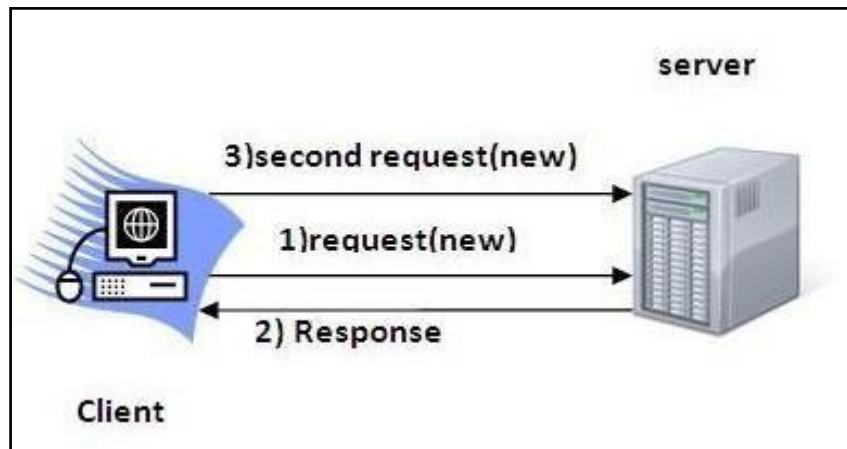 server
3)second request(new)
1)request(new)
2) Response
Client